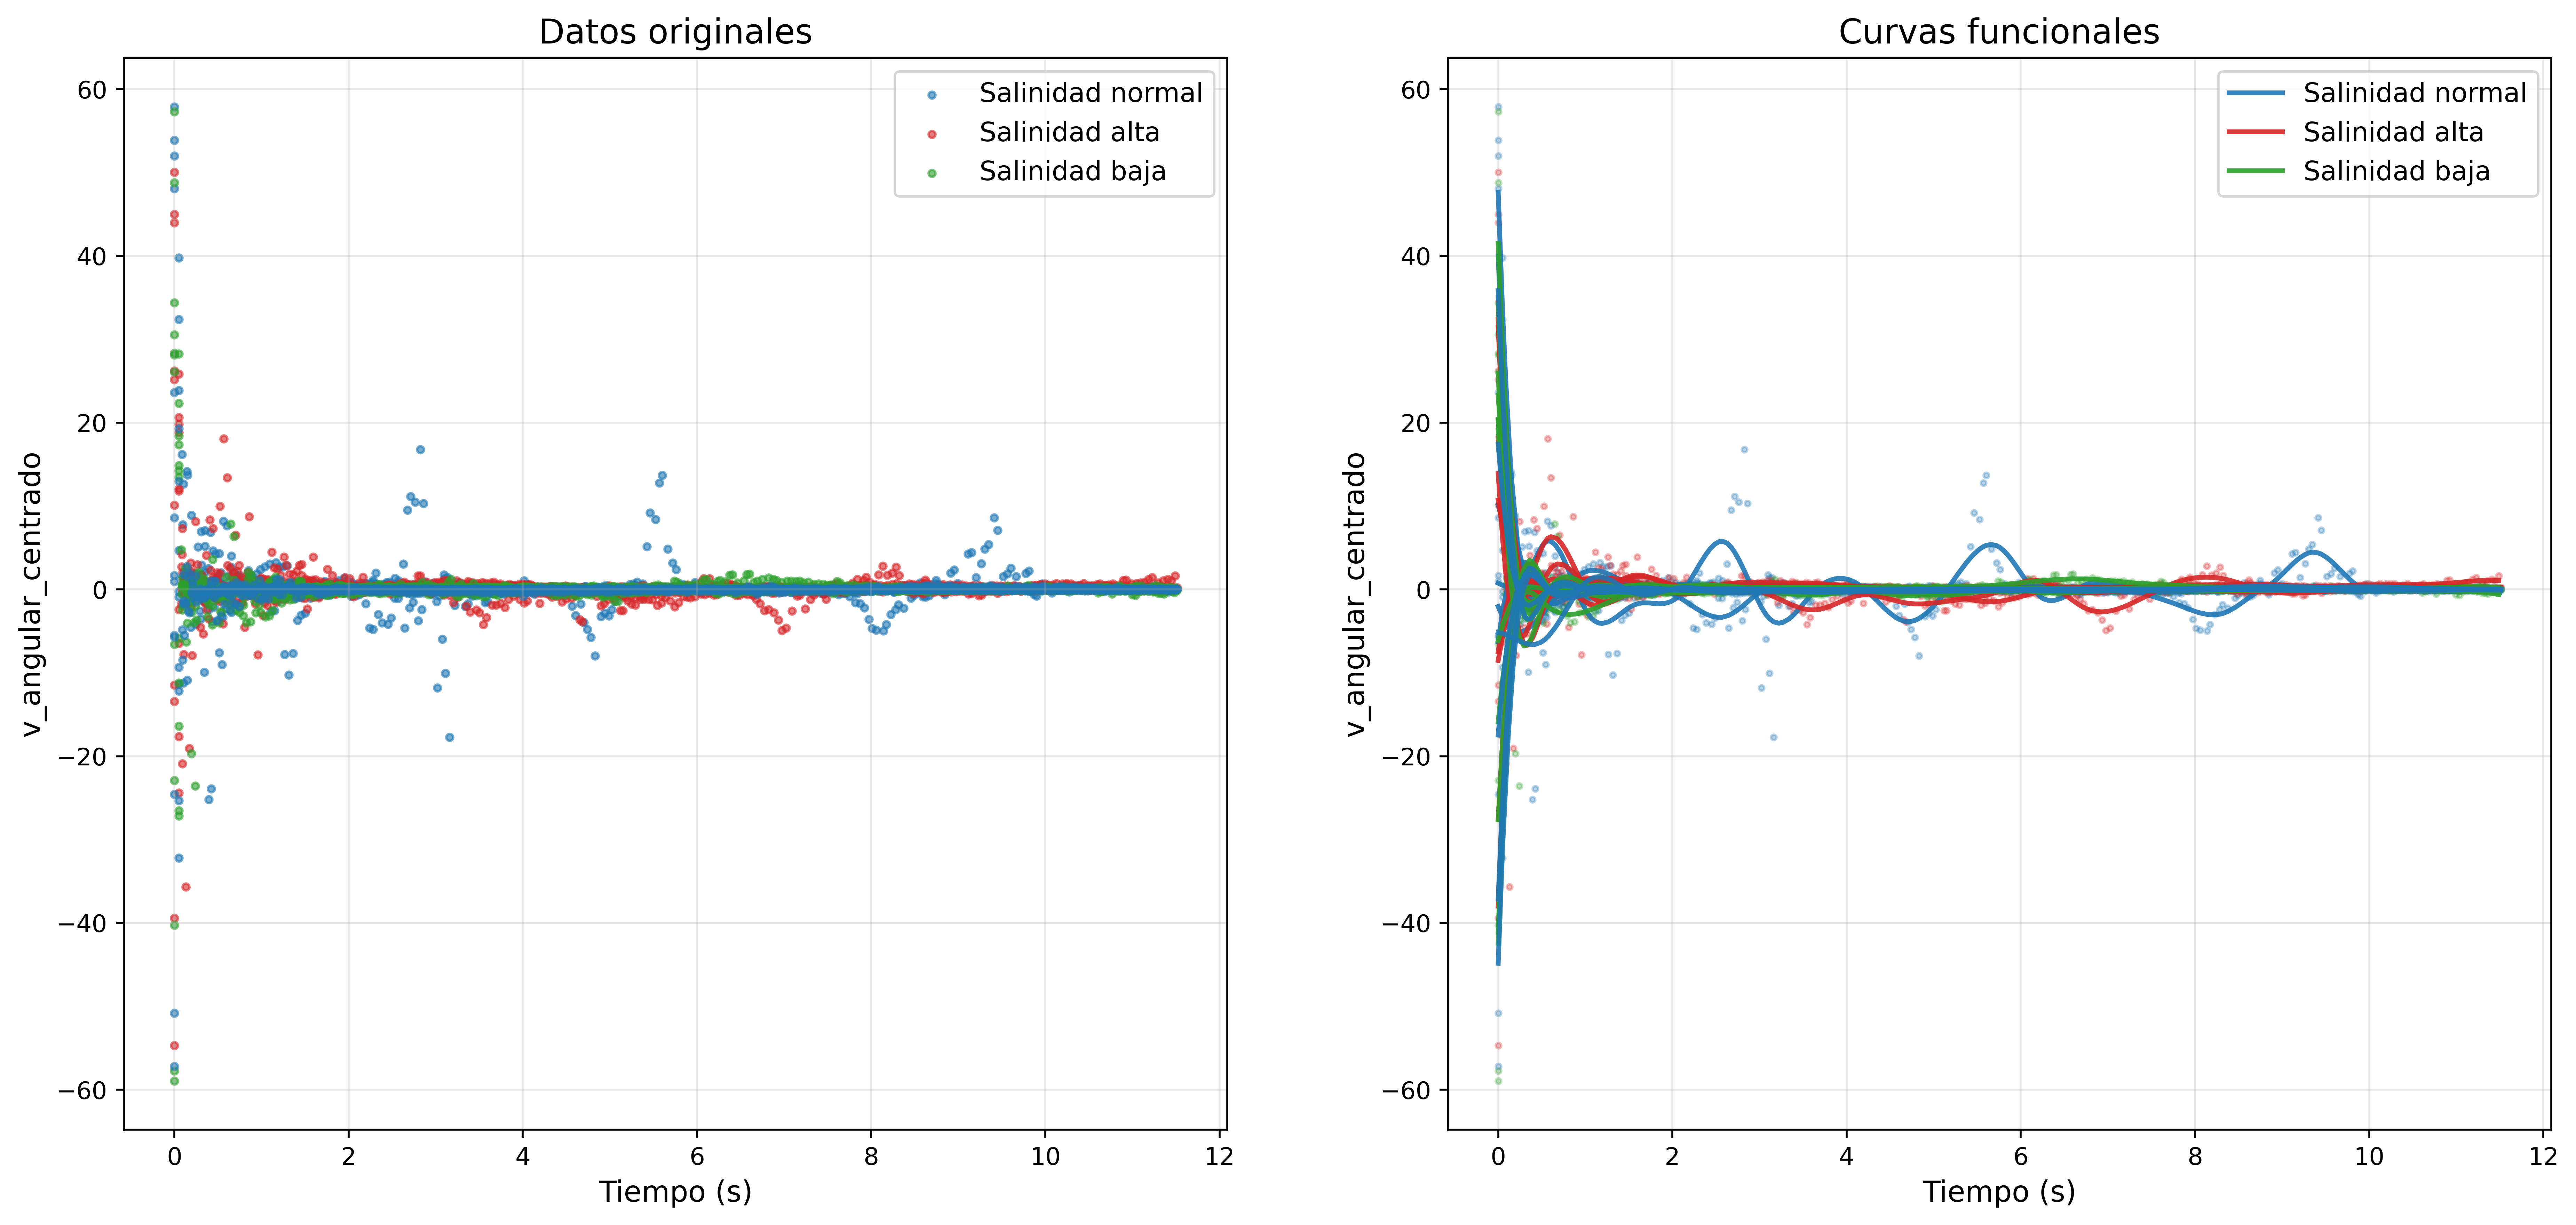 Datos originales
60
40
20
0
−20
−40
−60
v_angular_centrado
Salinidad normal
Salinidad alta
Salinidad baja
0 2 4 6 8 10 12
Tiempo (s)
Curvas funcionales
60
40
20
0
−20
−40
−60
v_angular_centrado
Salinidad normal
Salinidad alta
Salinidad baja
0 2 4 6 8 10 12
Tiempo (s)